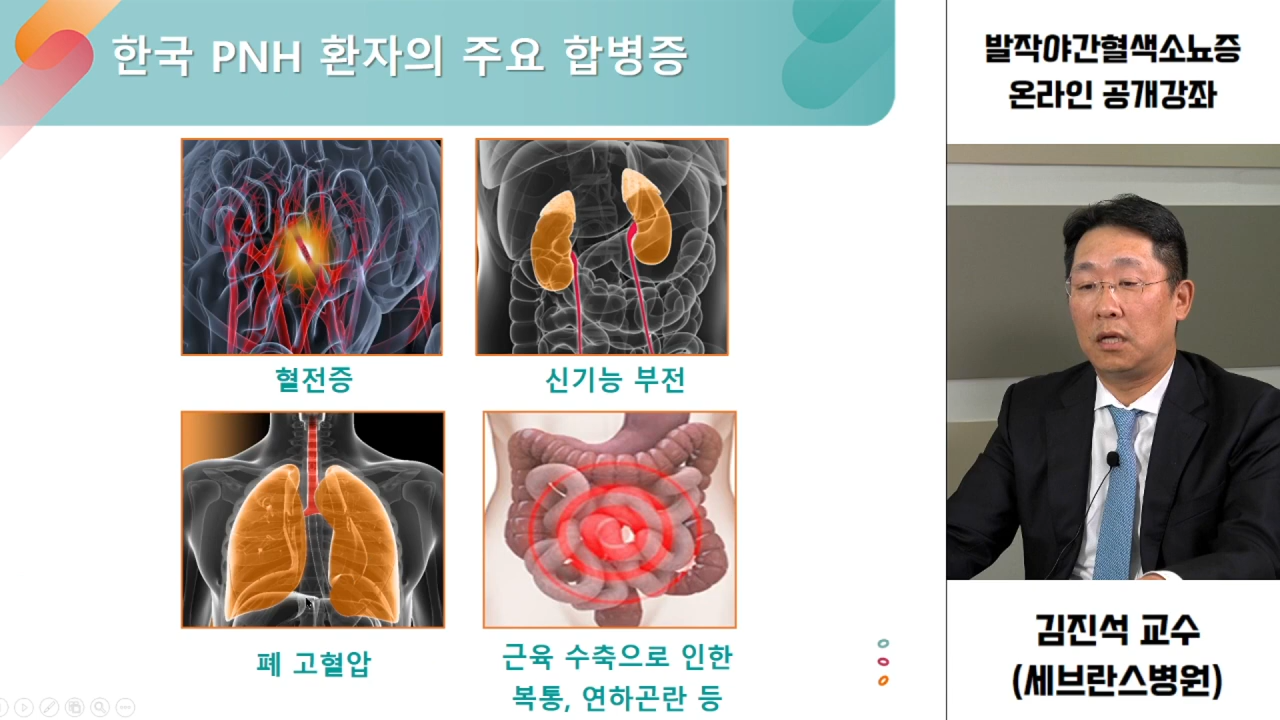 한국 PNH 환자의 주요 합병증
혈전증
신기능 부전
폐 고혈압
근육 수축으로 인한
복통, 연하곤란 등
발작야간혈색소뇨증
온라인 공개강좌
김진석 교수
(세브란스병원)